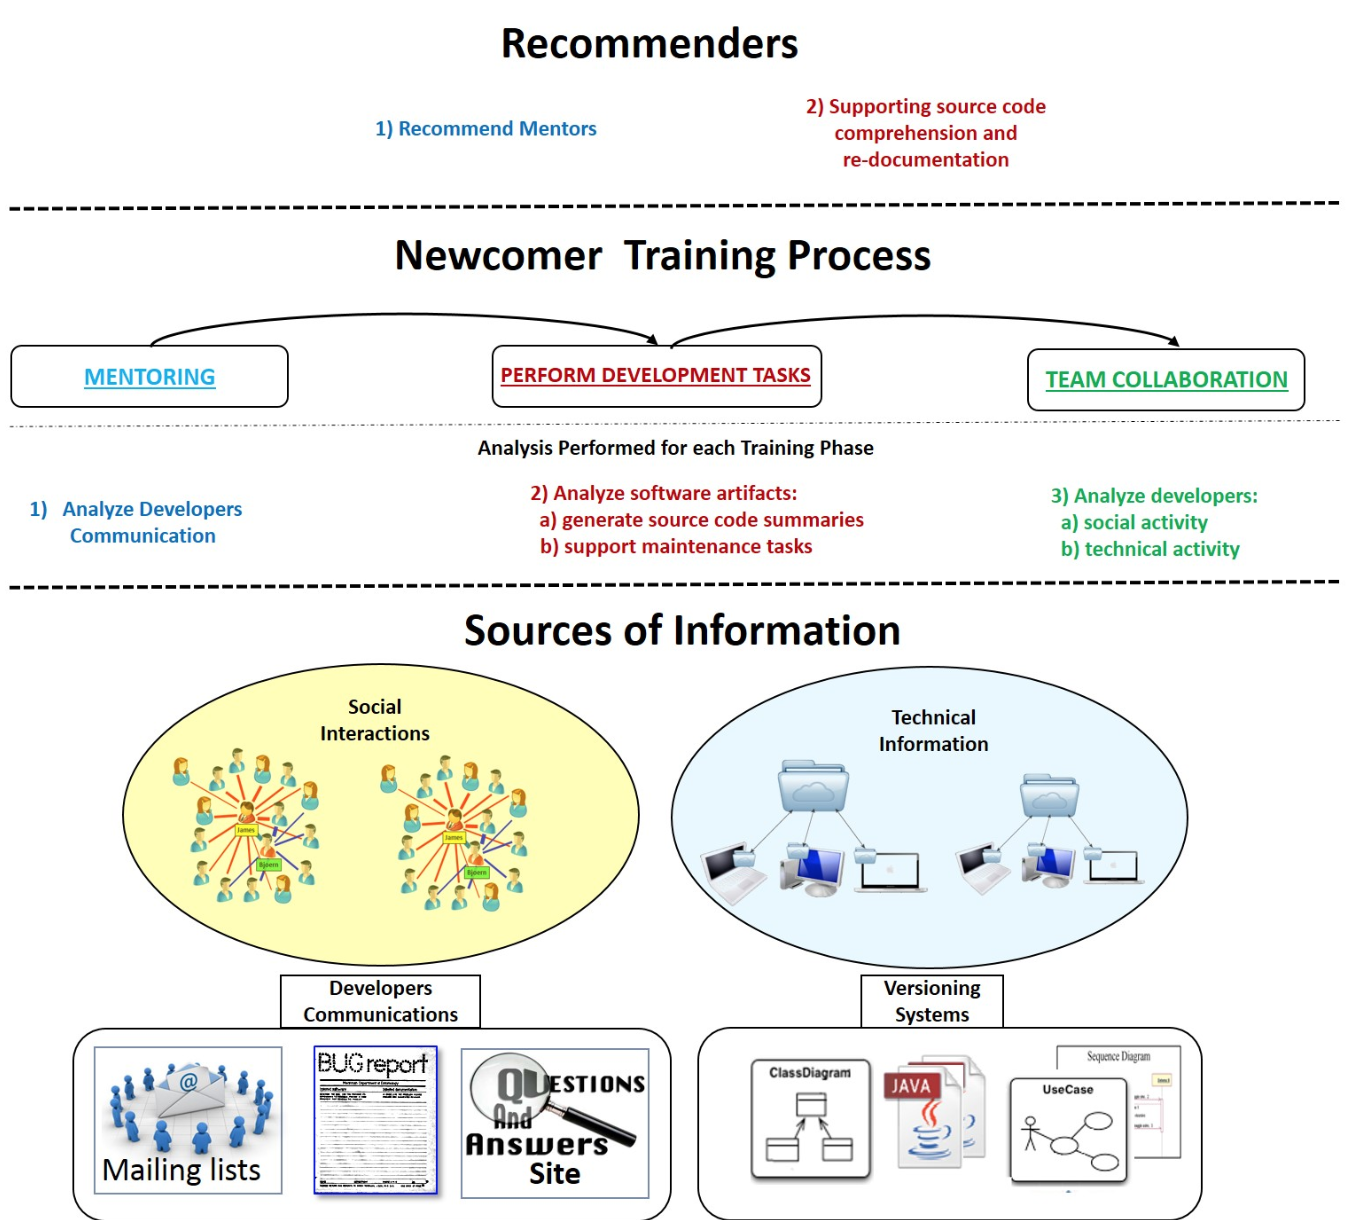 Recommenders
1) Recommend Mentors
2) Supporting source code
comprehension and
re-documentation
Newcomer Training Process
MENTORING
PERFORM DEVELOPMENT TASKS
TEAM COLLABORATION
Analysis Performed for each Training Phase
1) Analyze Developers
Communication
2) Analyze software artifacts:
a) generate source code summaries
b) support maintenance tasks
3) Analyze developers:
a) social activity
b) technical activity
Sources of Information
Social
Interactions
James
Bjoern
James
Bjoern
Technical
Information
Developers
Communications
@
Mailing lists
BUG report
QUESTIONS
And
Answers
Site
Versioning
Systems
ClassDiagram
JAVA
UseCase
Sequence Diagram